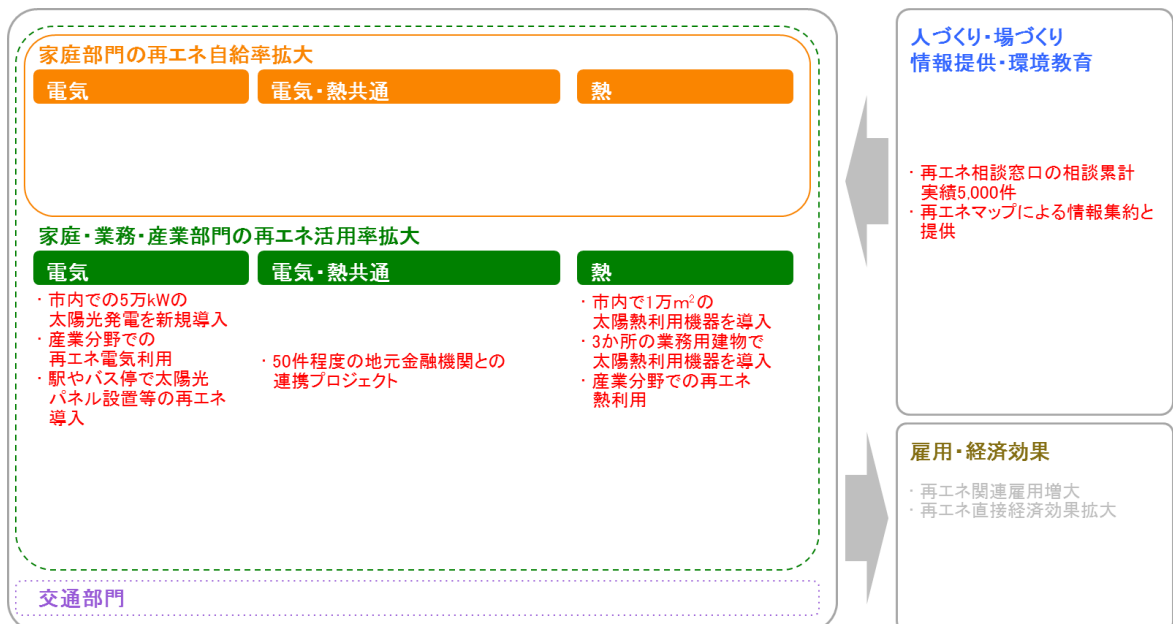 家庭部門の再エネ自給率拡大
電気
電気・熱共通
熱
家庭・業務・産業部門の再エネ活用率拡大
電気
電気・熱共通
熱
・市内での5万kWの
太陽光発電を新規導入
・産業分野での
再エネ電気利用
・駅やバス停で太陽光
パネル設置等の再エネ
導入
・50件程度の地元金融機関との
連携プロジェクト
・市内で1万m²の
太陽熱利用機器を導入
・3か所の業務用建物で
太陽熱利用機器を導入
・産業分野での再エネ
熱利用
交通部門
人づくり・場づくり
情報提供・環境教育
・再エネ相談窓口の相談累計
実績5,000件
・再エネマップによる情報集約と
提供
雇用・経済効果
・再エネ関連雇用増大
・再エネ直接経済効果拡大